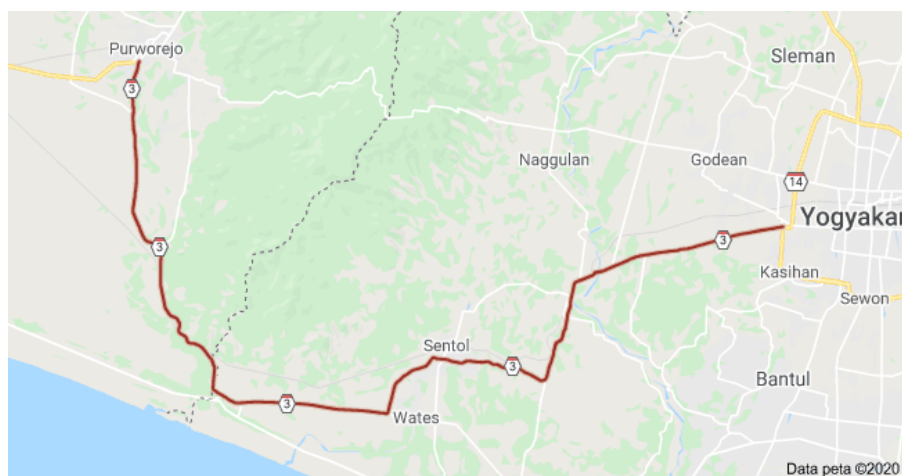 Purworejo
Sleman
3
Naggulan
Godean
14
Yogyakar
3
3
Kasihan
Sewon
Sentol
3
Bantul
3
Wates
Data peta ©2020